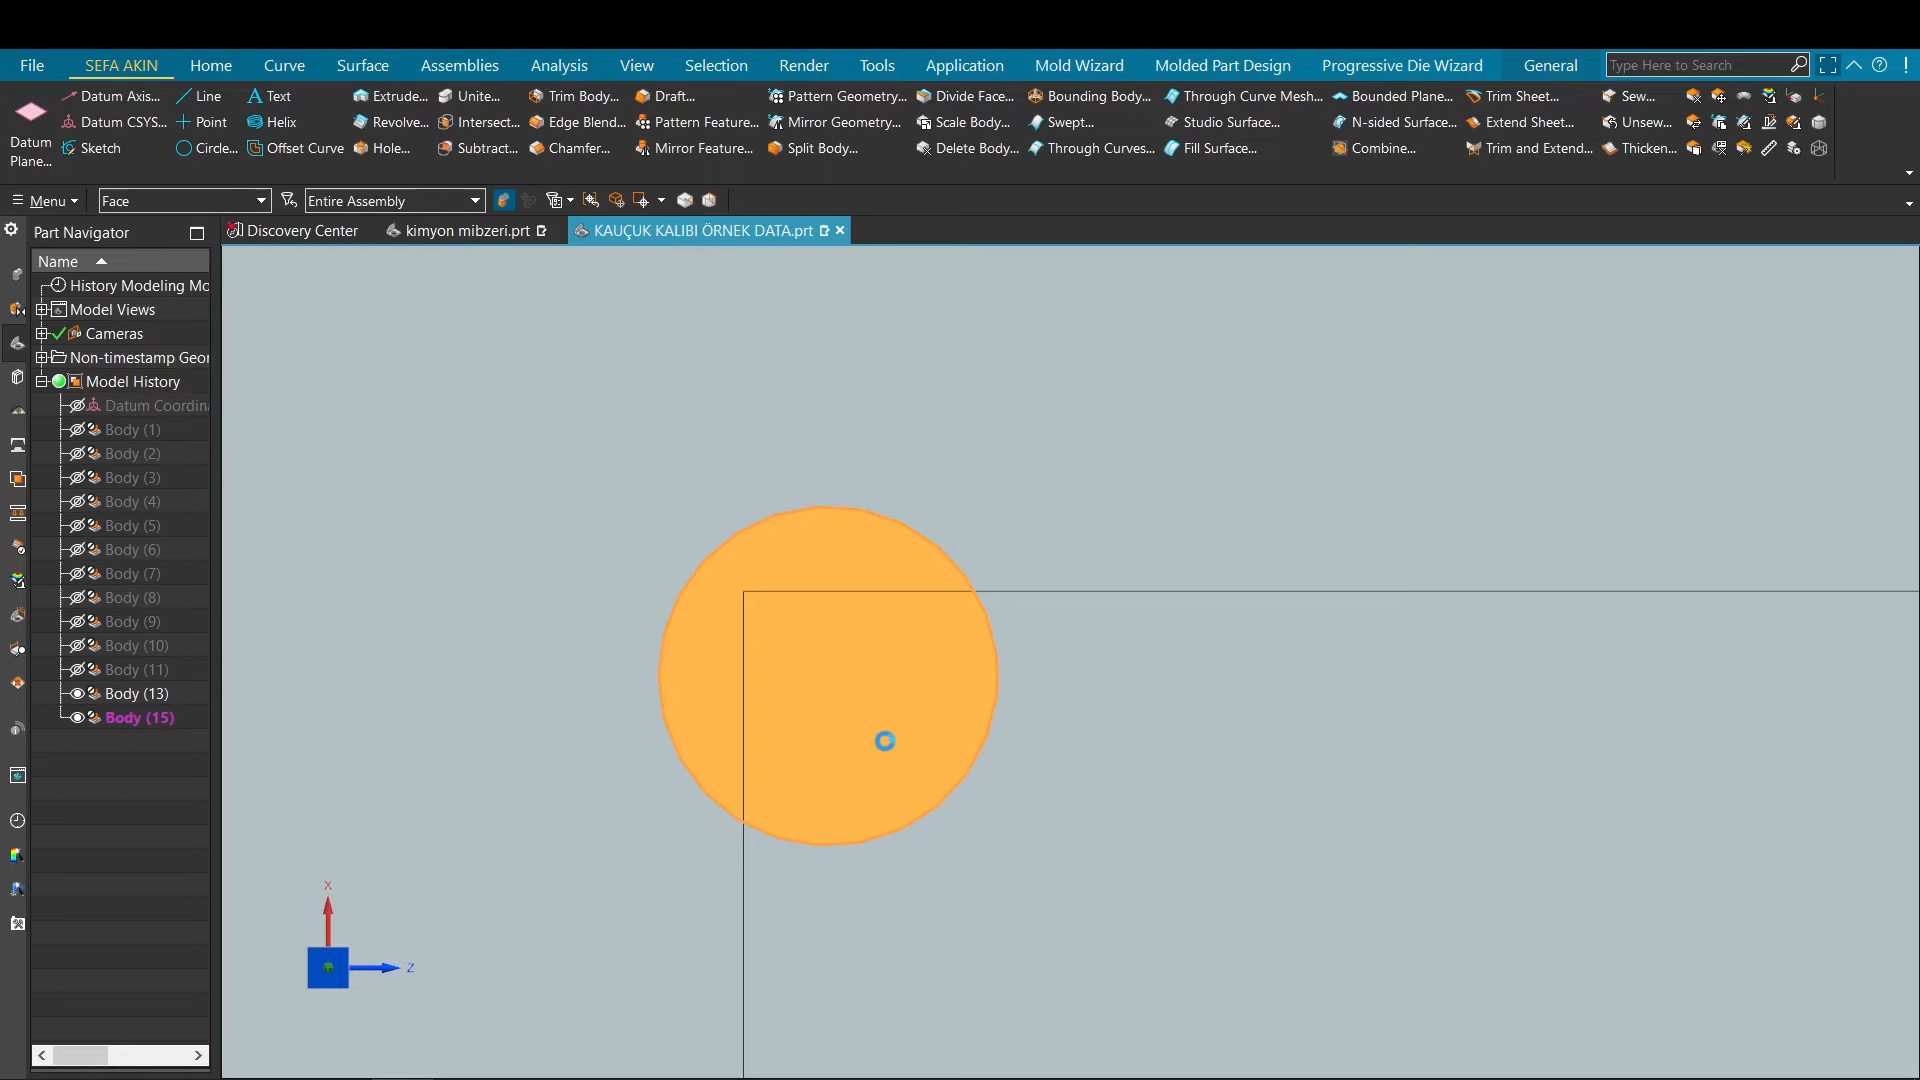 File SEFA AKIN Home Curve Surface Assemblies Analysis View Selection Render Tools Application Mold Wizard Molded Part Design Progressive Die Wizard General Type Here to Search
Datum Axis... Line Text Extrude... Unite... Trim Body... Draft... Pattern Geometry... Divide Face... Bounding Body... Through Curve Mesh... Bounded Plane... Trim Sheet... Sew...
Datum CSYS... Point Helix Revolve... Intersect... Edge Blend... Pattern Feature... Mirror Geometry... Scale Body... Swept... Studio Surface... N-sided Surface... Extend Sheet... Unsew...
Datum Plane... Sketch Circle... Offset Curve Hole... Subtract... Chamfer... Mirror Feature... Split Body... Delete Body... Through Curves... Fill Surface... Combine... Trim and Extend... Thicken...
Menu Face Entire Assembly
Part Navigator Discovery Center kimyon mibzeri.prt KAUÇUK KALIBI ÖRNEK DATA.prt
Name
History Modeling Mo
Model Views
Cameras
Non-timestamp Geor
Model History
Datum Coordina
Body (1)
Body (2)
Body (3)
Body (4)
Body (5)
Body (6)
Body (7)
Body (8)
Body (9)
Body (10)
Body (11)
Body (13)
Body (15)
X
Z